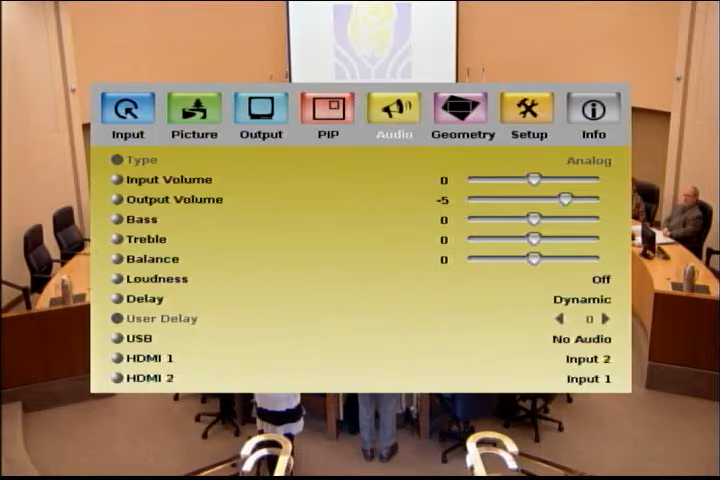 Input Picture Output PIP Audio Geometry Setup Info
Type Analog
Input Volume 0
Output Volume -5
Bass 0
Treble 0
Balance 0
Loudness Off
Delay Dynamic
User Delay 0
USB No Audio
HDMI 1 Input 2
HDMI 2 Input 1